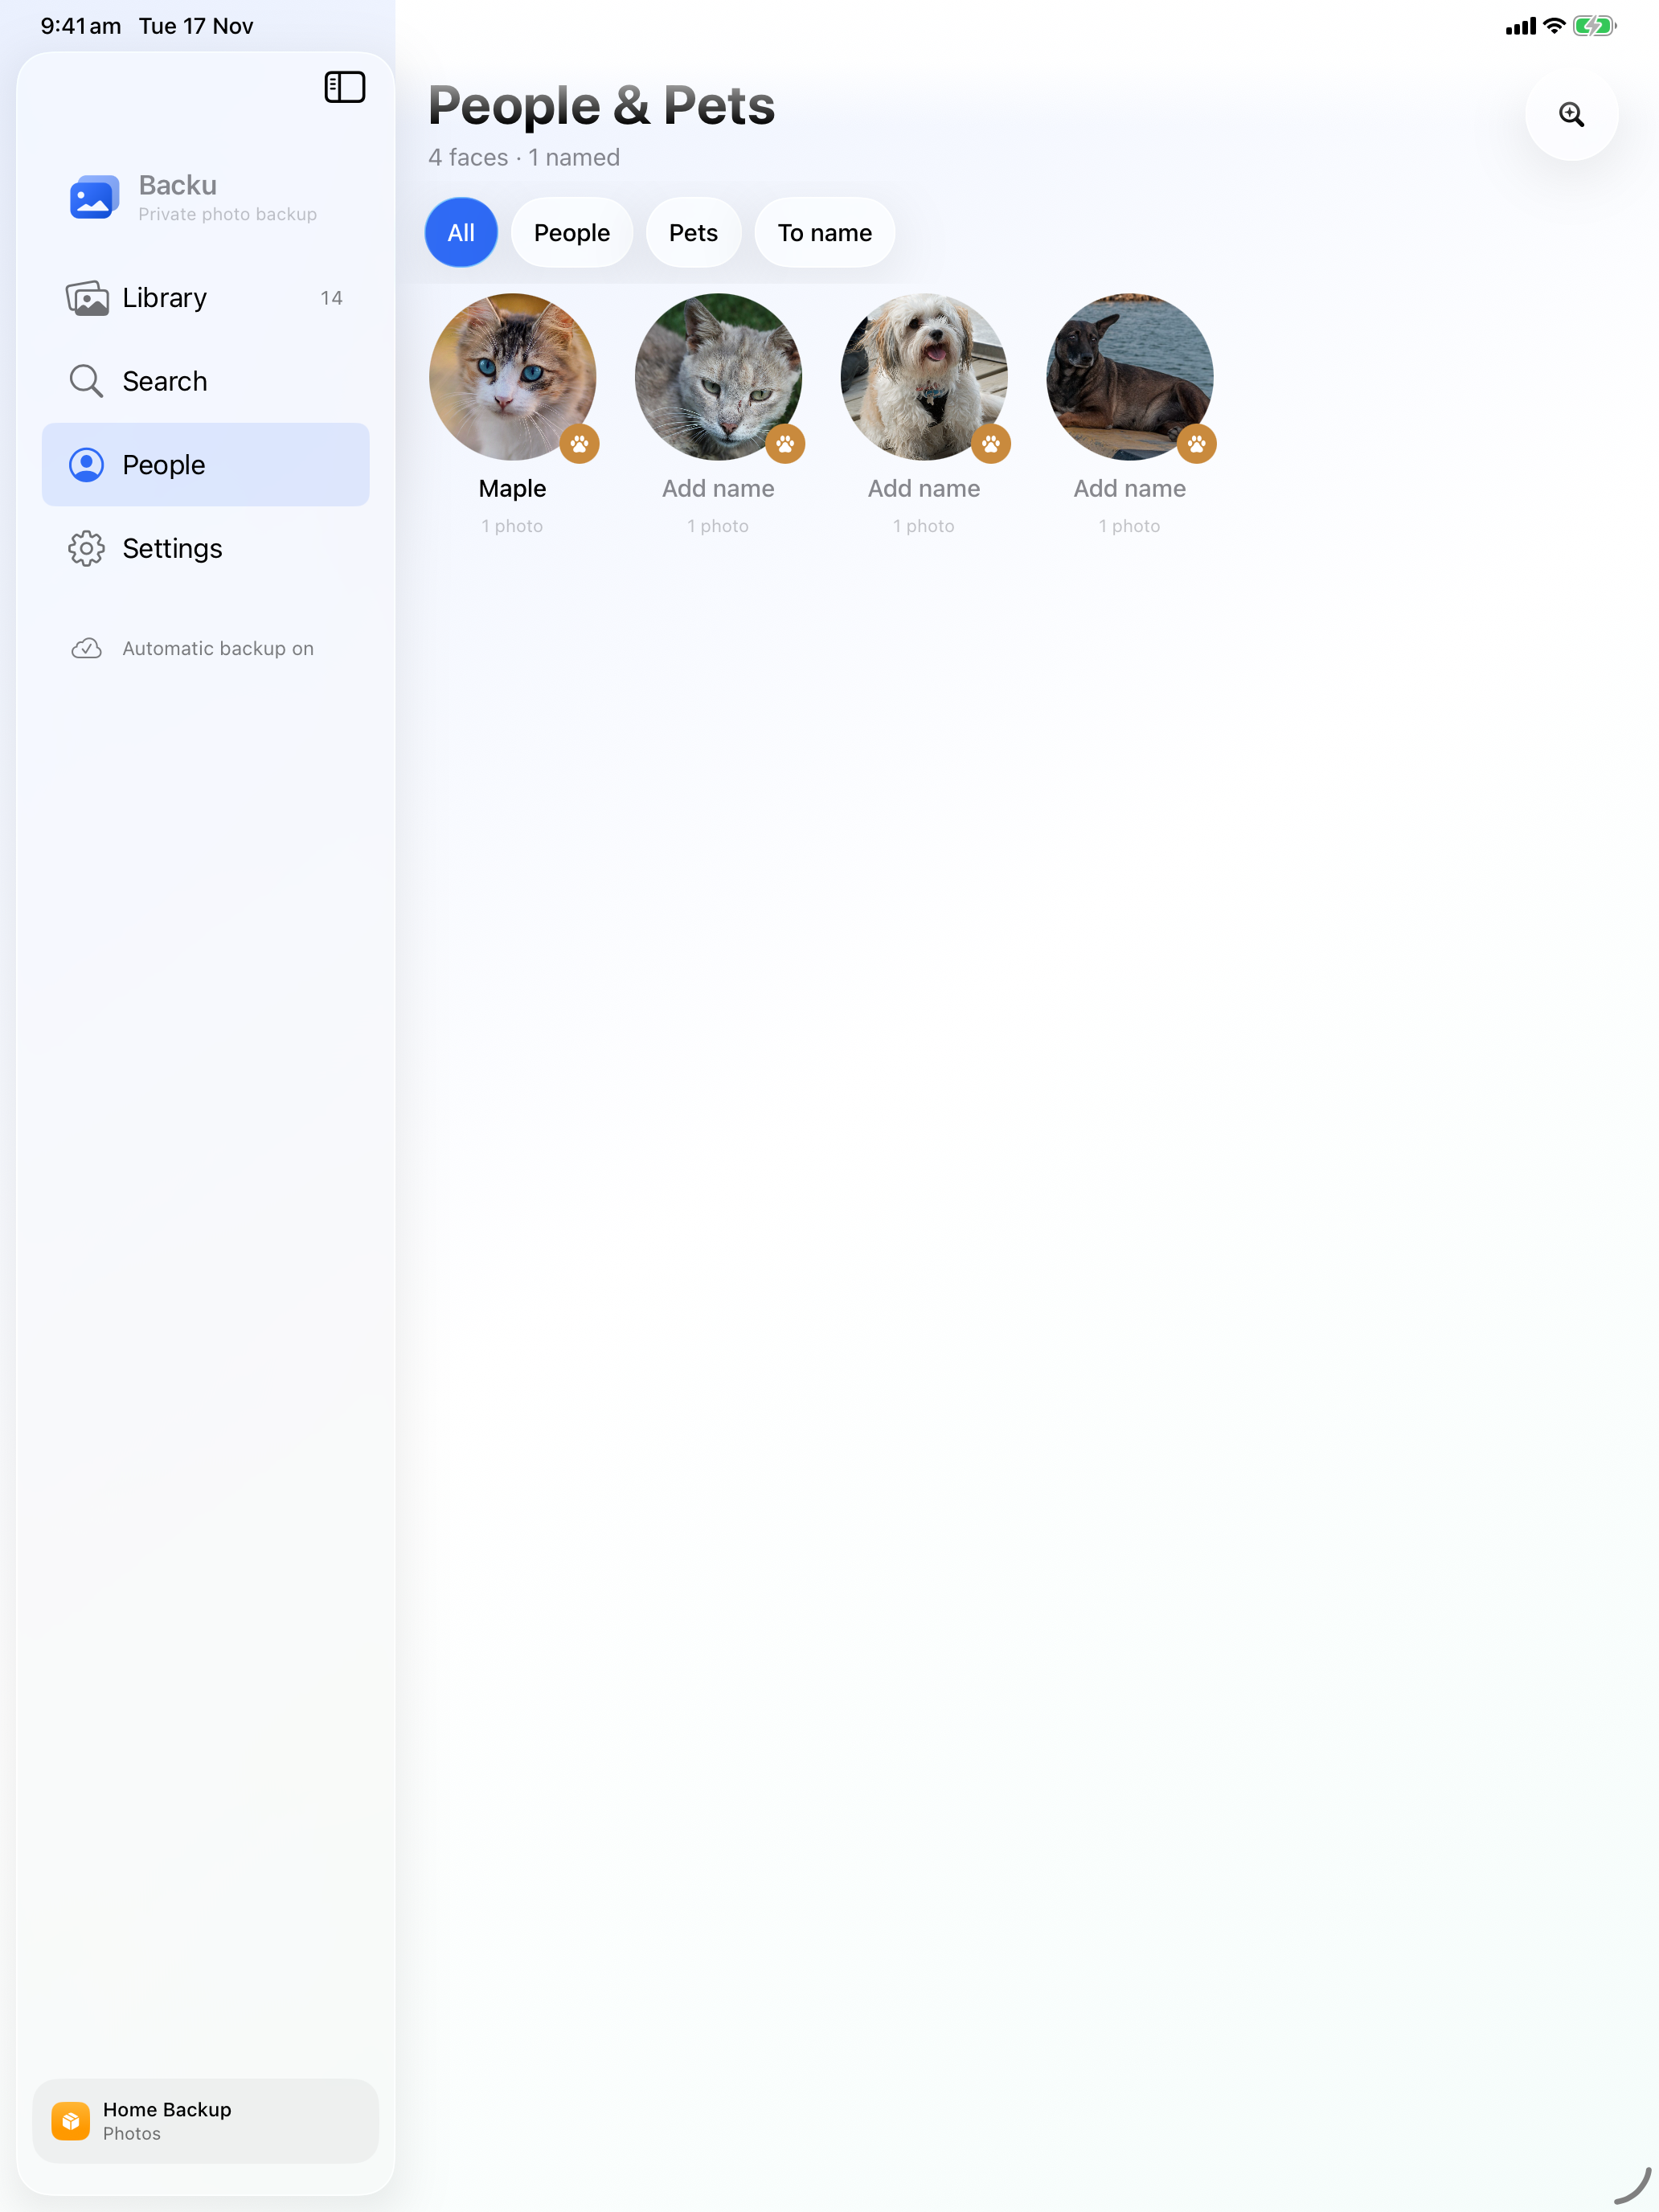 9:41 am Tue 17 Nov
Backu
Private photo backup
Library 14
Search
People
Settings
Automatic backup on
Home Backup
Photos
People & Pets
4 faces · 1 named
All People Pets To name
Maple Add name Add name Add name
1 photo 1 photo 1 photo 1 photo